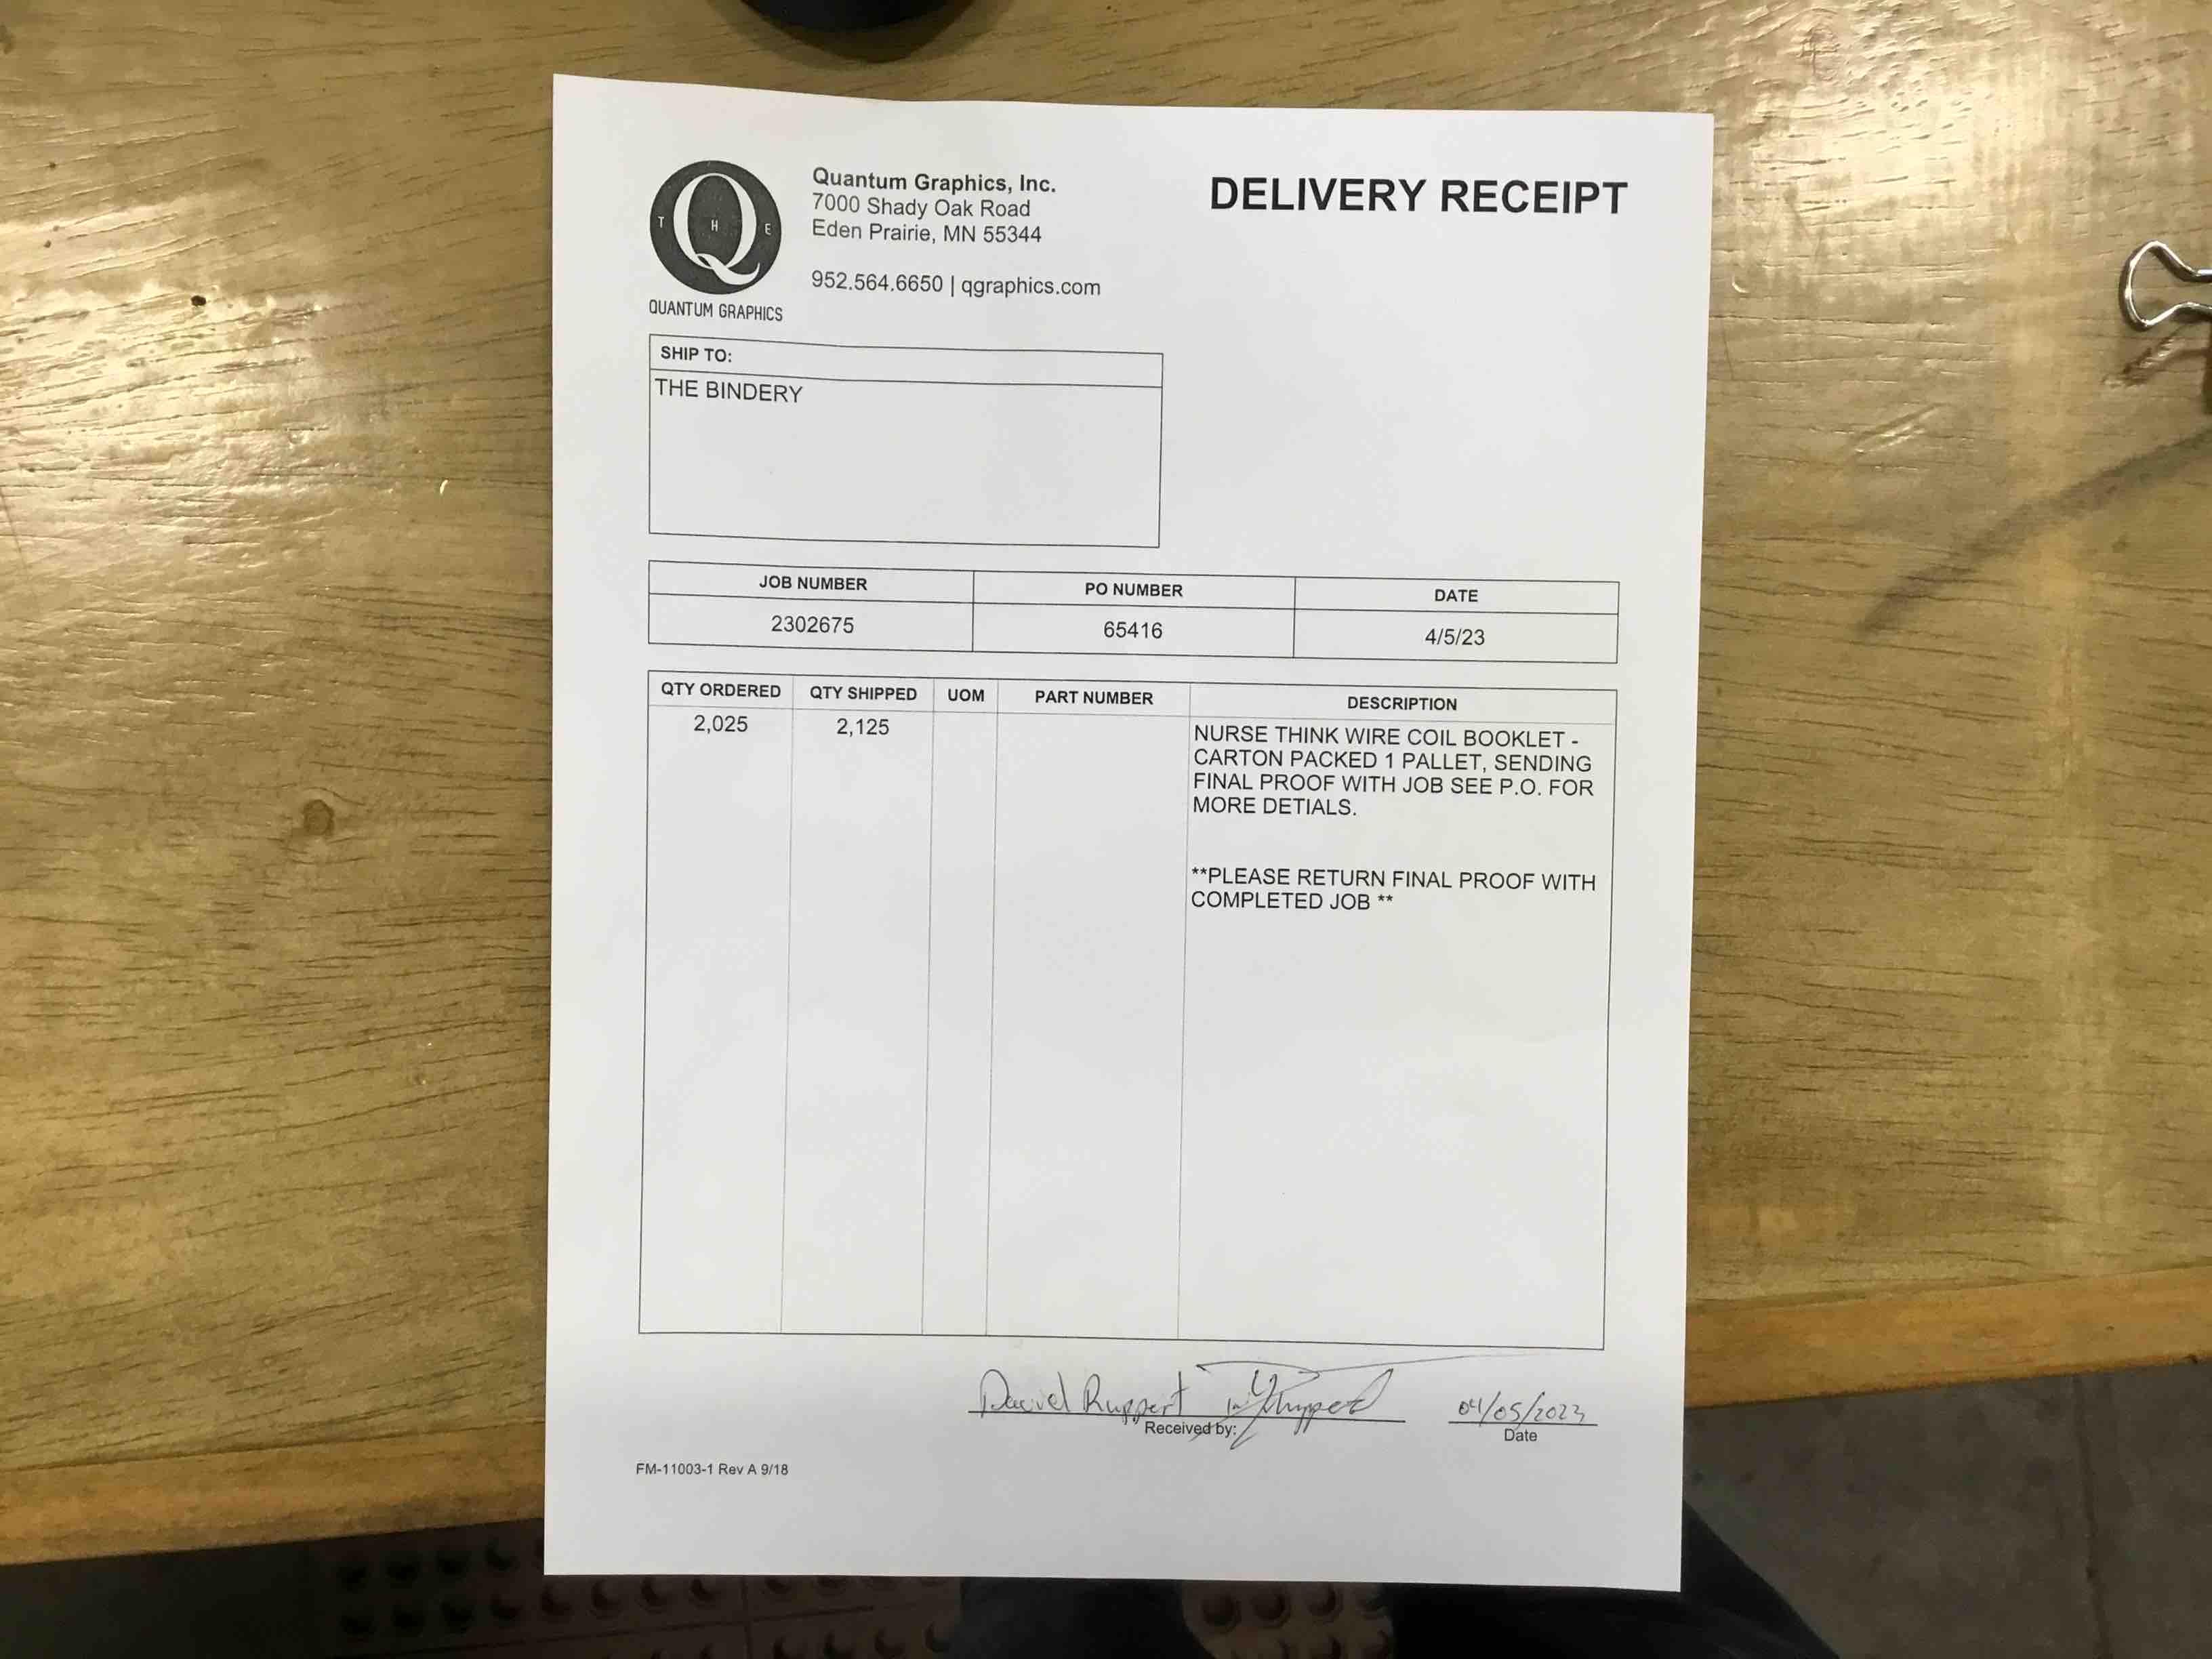 T H E
QUANTUM GRAPHICS
Quantum Graphics, Inc.
7000 Shady Oak Road
Eden Prairie, MN 55344
952.564.6650 | qgraphics.com
DELIVERY RECEIPT
SHIP TO:
THE BINDERY
JOB NUMBER PO NUMBER DATE
2302675 65416 4/5/23
QTY ORDERED QTY SHIPPED UOM PART NUMBER DESCRIPTION
2,025 2,125 NURSE THINK WIRE COIL BOOKLET -
CARTON PACKED 1 PALLET, SENDING
FINAL PROOF WITH JOB SEE P.O. FOR
MORE DETIALS.
**PLEASE RETURN FINAL PROOF WITH
COMPLETED JOB **
David Ruppert 04/05/2023
Received by: Date
FM-11003-1 Rev A 9/18